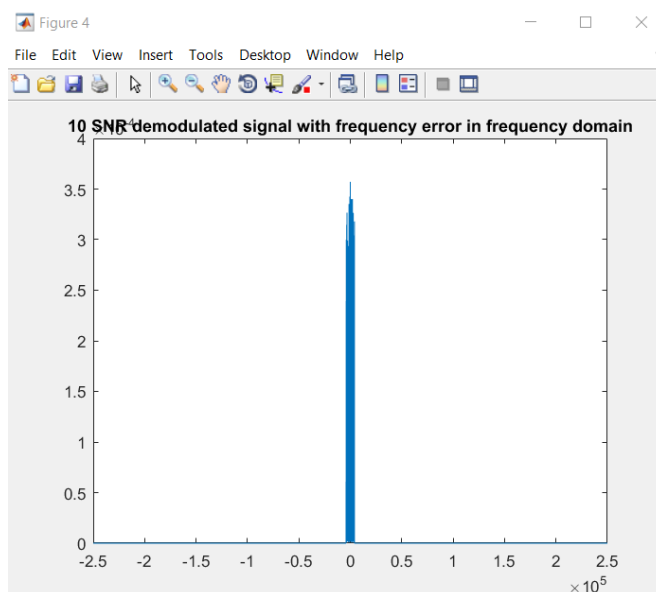 Figure 4
File Edit View Insert Tools Desktop Window Help
10 SNR demodulated signal with frequency error in frequency domain
×10-4
4
3.5
3
2.5
2
1.5
1
0.5
0
-2.5 -2 -1.5 -1 -0.5 0 0.5 1 1.5 2 2.5
×10^5